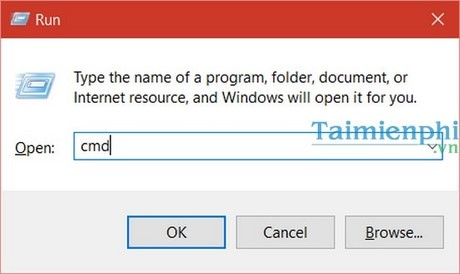 Run
Type the name of a program, folder, document, or
Internet resource, and Windows will open it for you.
Taimienphi
.vn
Open: cmd
OK Cancel Browse...